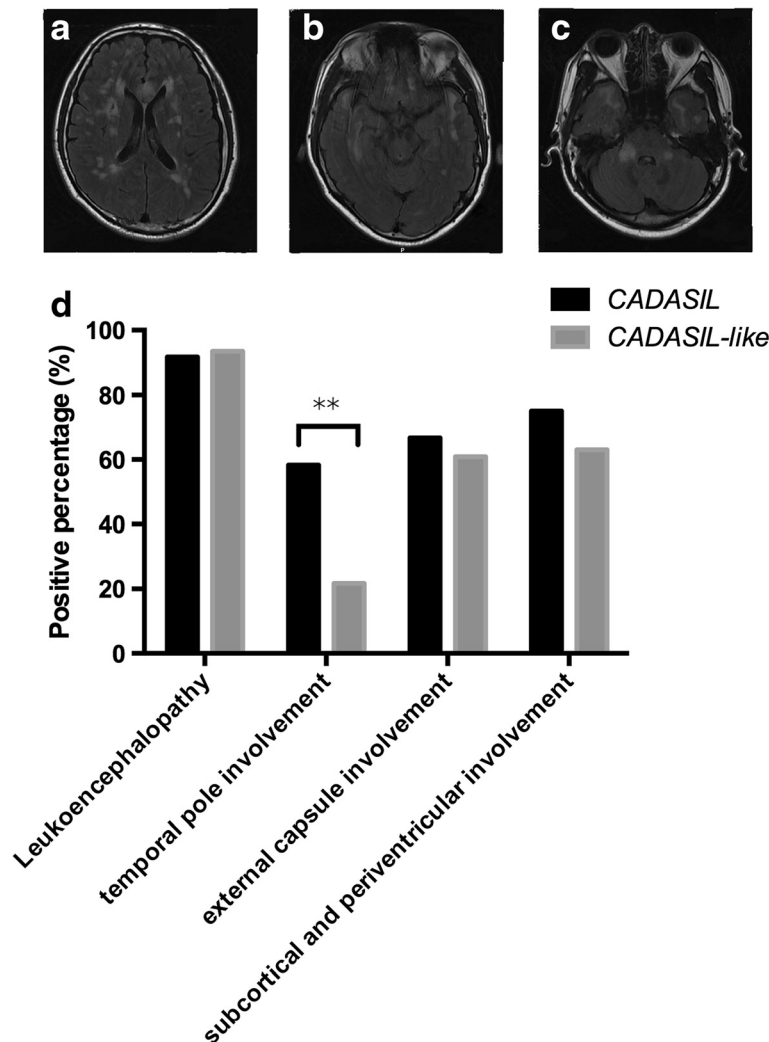 a
b
c
P
d
CADASIL
CADASIL-like
Positive percentage (%)
100
80
60
40
20
0
**
Leukoencephalopathy
temporal pole involvement
external capsule involvement
subcortical and periventricular involvement